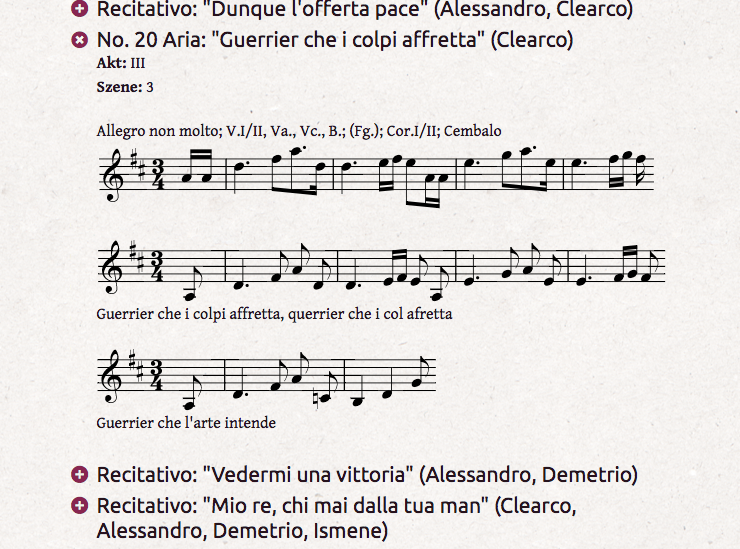 Recitativo: "Dunque l'offerta pace" (Alessandro, Clearco)
No. 20 Aria: "Guerrier che i colpi affretta" (Clearco)
Akt: III
Szene: 3
Allegro non molto; V.I/II, Va., Vc., B.; (Fg.); Cor.I/II; Cembalo
3
4
3
4
Guerrier che i colpi affretta, querrier che i col afretta
3
4
Guerrier che l'arte intende
Recitativo: "Vedermi una vittoria" (Alessandro, Demetrio)
Recitativo: "Mio re, chi mai dalla tua man" (Clearco,
Alessandro, Demetrio, Ismene)